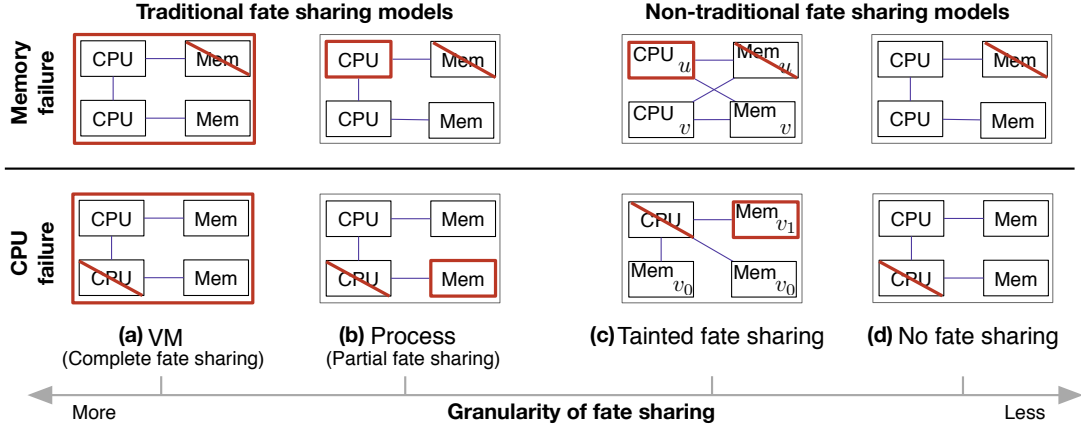 Traditional fate sharing models
Non-traditional fate sharing models
Memory failure
CPU Mem
CPU Mem
CPU Mem
CPU Mem
CPU u Mem u
CPU v Mem v
CPU Mem
CPU Mem
CPU failure
CPU Mem
CPU Mem
CPU Mem
CPU Mem
CPU Mem v1
Mem v0 Mem v0
CPU Mem
CPU Mem
(a) VM
(Complete fate sharing)
(b) Process
(Partial fate sharing)
(c) Tainted fate sharing
(d) No fate sharing
More
Granularity of fate sharing
Less